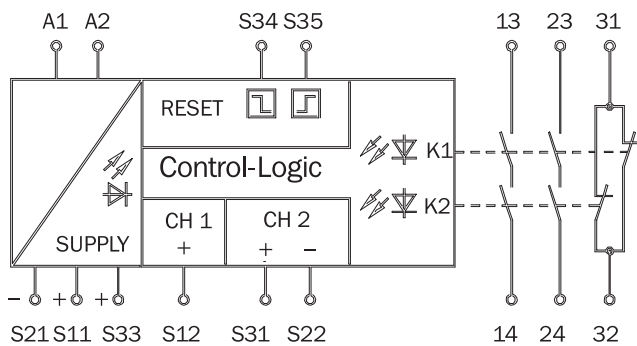 A1 A2 S34 S35 13 23 31
RESET
Control-Logic K1
K2
CH 1 CH 2
SUPPLY + + −
− + +
S21 S11 S33 S12 S31 S22 14 24 32